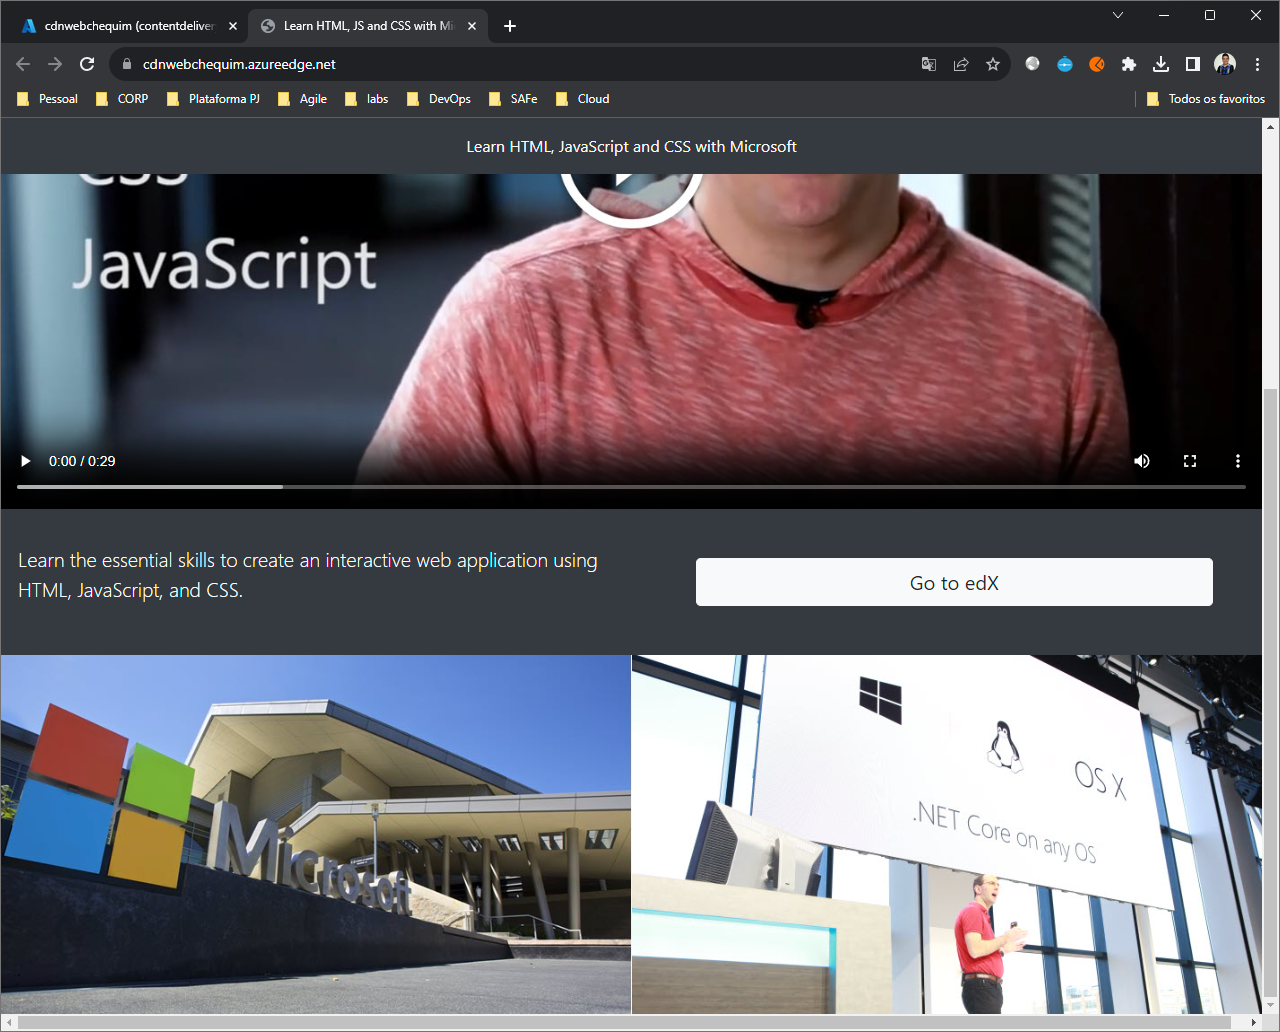 cdnwebchequim (contentdeliver
Learn HTML, JS and CSS with Mi
cdnwebchequim.azureedge.net
Pessoal
CORP
Plataforma PJ
Agile
labs
DevOps
SAFe
Cloud
Todos os favoritos
Learn HTML, JavaScript and CSS with Microsoft
CSS
JavaScript
0:00 / 0:29
Learn the essential skills to create an interactive web application using
HTML, JavaScript, and CSS.
Go to edX
Microsoft
OS X
.NET Core on any OS